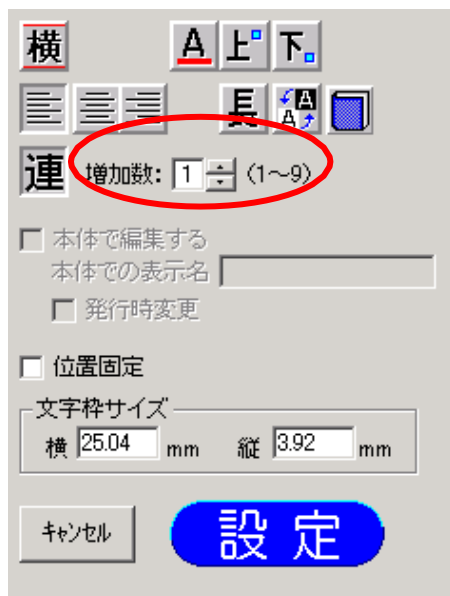 横 A 上 下
長 A A
連 増加数: 1 (1～9)
本体で編集する
本体での表示名
発行時変更
位置固定
文字枠サイズ
横 25.04 mm 縦 3.92 mm
ｷｬﾝｾﾙ 設定